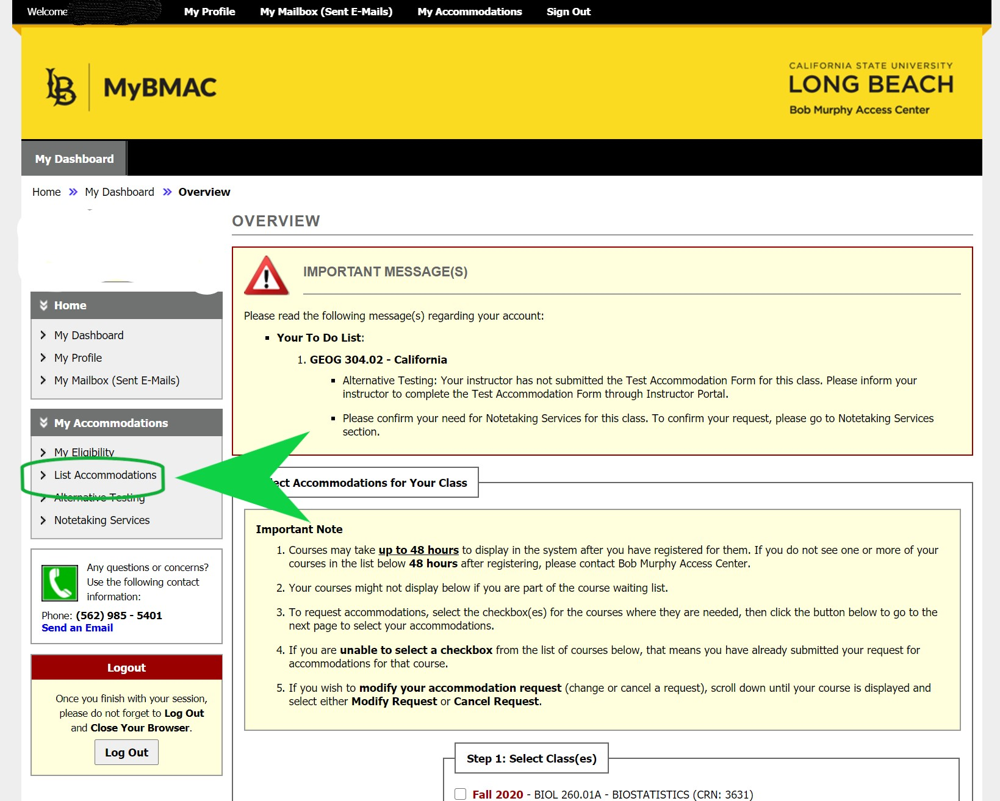 Welcome
My Profile
My Mailbox (Sent E-Mails)
My Accommodations
Sign Out
LB
MyBMAC
CALIFORNIA STATE UNIVERSITY
LONG BEACH
Bob Murphy Access Center
My Dashboard
Home » My Dashboard » Overview
Home
My Dashboard
My Profile
My Mailbox (Sent E-Mails)
My Accommodations
My Eligibility
List Accommodations
Alternative Testing
Notetaking Services
Any questions or concerns?
Use the following contact
information:
Phone: (562) 985 - 5401
Send an Email
Logout
Once you finish with your session,
please do not forget to Log Out
and Close Your Browser.
Log Out
OVERVIEW
IMPORTANT MESSAGE(S)
Please read the following message(s) regarding your account:
Your To Do List:
1. GEOG 304.02 - California
Alternative Testing: Your instructor has not submitted the Test Accommodation Form for this class. Please inform your
instructor to complete the Test Accommodation Form through Instructor Portal.
Please confirm your need for Notetaking Services for this class. To confirm your request, please go to Notetaking Services
section.
Accommodations for Your Class
Important Note
1. Courses may take up to 48 hours to display in the system after you have registered for them. If you do not see one or more of your
courses in the list below 48 hours after registering, please contact Bob Murphy Access Center.
2. Your courses might not display below if you are part of the course waiting list.
3. To request accommodations, select the checkbox(es) for the courses where they are needed, then click the button below to go to the
next page to select your accommodations.
4. If you are unable to select a checkbox from the list of courses below, that means you have already submitted your request for
accommodations for that course.
5. If you wish to modify your accommodation request (change or cancel a request), scroll down until your course is displayed and
select either Modify Request or Cancel Request.
Step 1: Select Class(es)
Fall 2020 - BIOL 260.01A - BIOSTATISTICS (CRN: 3631)